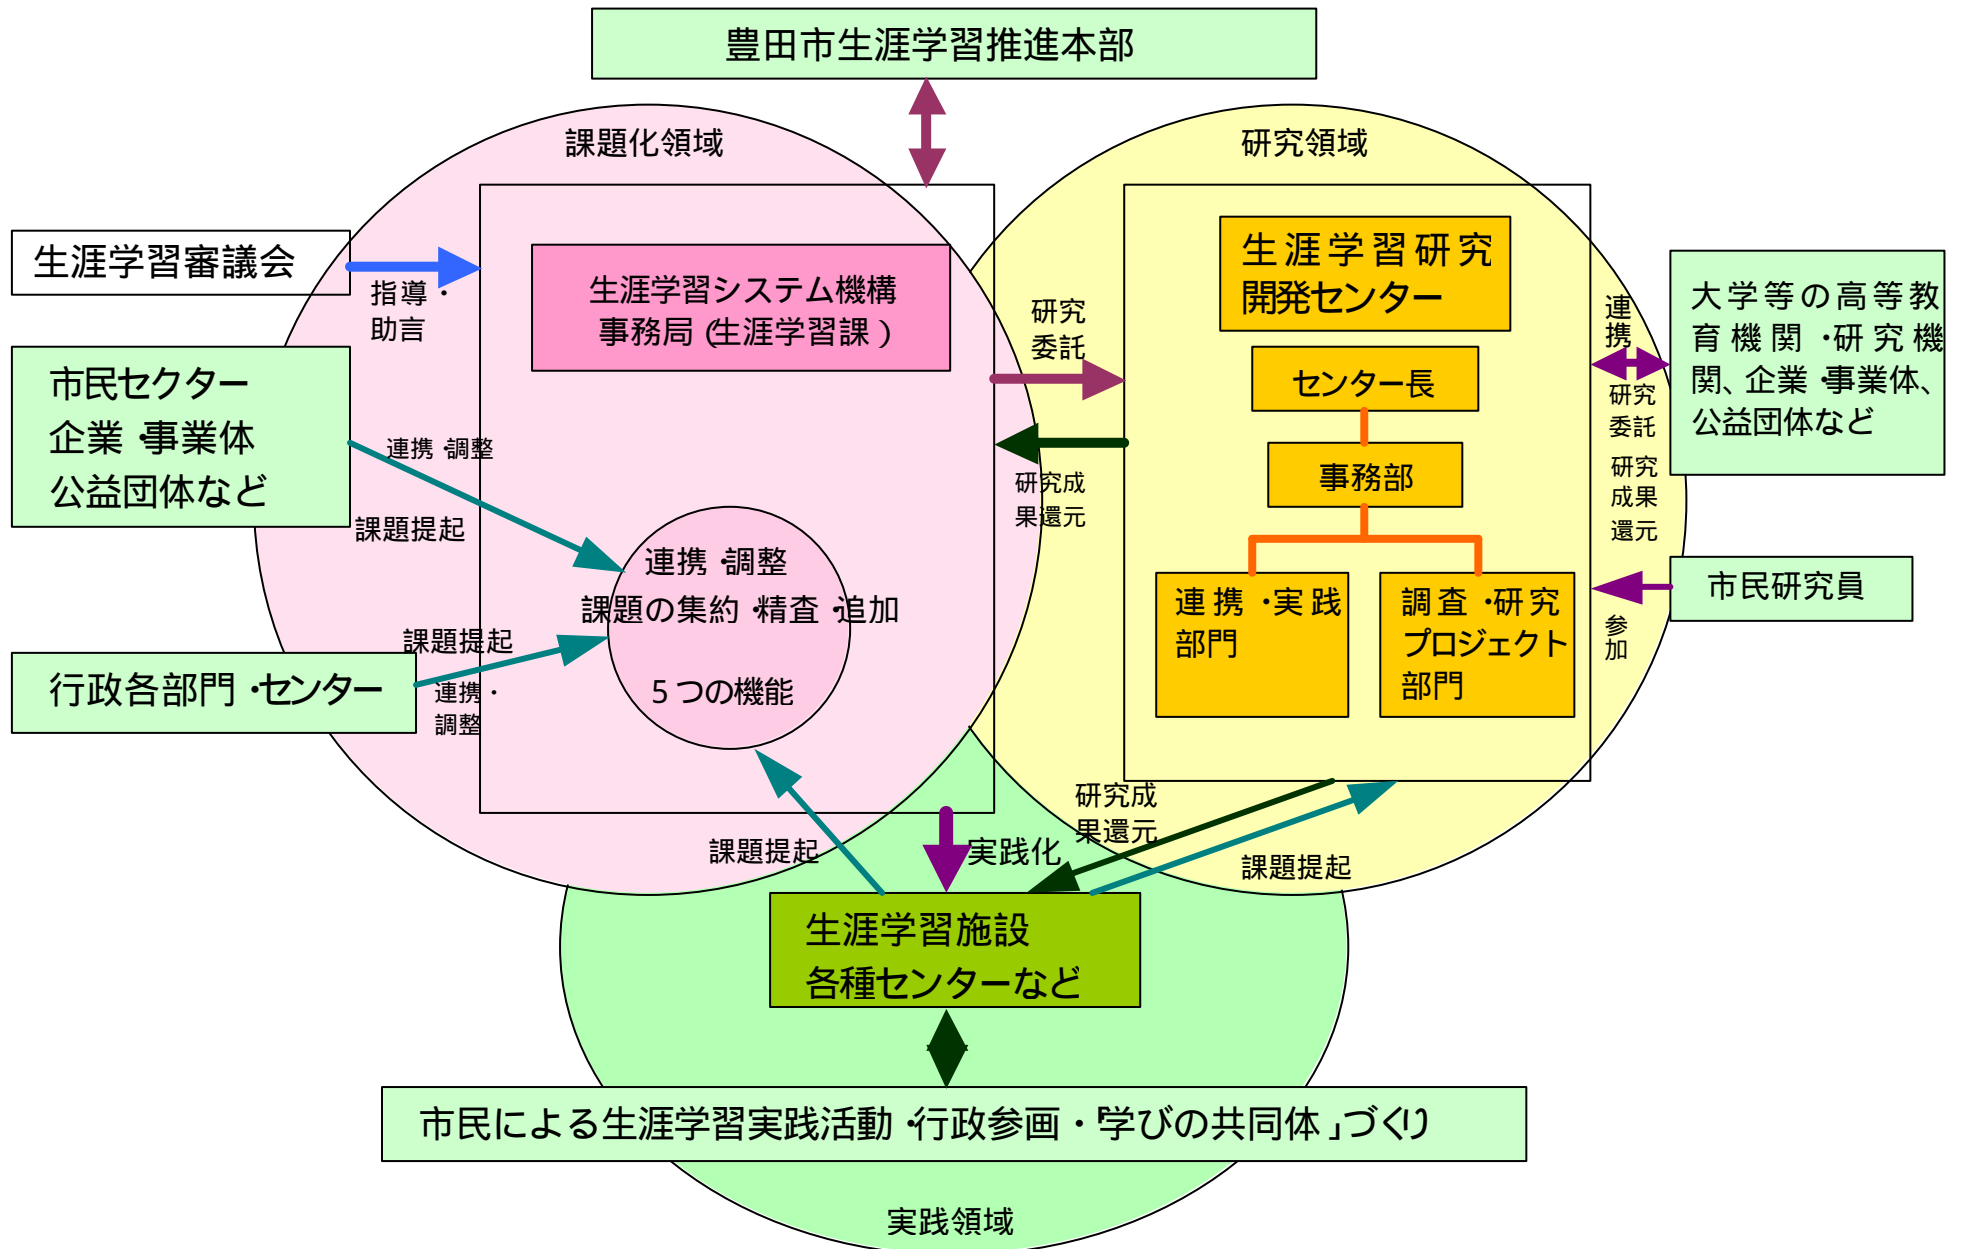 豊田市生涯学習推進本部
課題化領域
研究領域
生涯学習審議会
指導・
助言
生涯学習システム機構
事務局(生涯学習課)
市民セクター
企業・事業体
公益団体など
連携・調整
課題提起
連携・調整
課題の集約・精査・追加
5つの機能
行政各部門・センター
課題提起
連携・
調整
研究
委託
研究成
果還元
生涯学習研究
開発センター
センター長
事務部
連携・実践
部門
調査・研究
プロジェクト
部門
連
携
研究
委託
研究
成果
還元
大学等の高等教
育機関・研究機
関、企業・事業体、
公益団体など
市民研究員
参
加
課題提起
実践化
研究成
果還元
課題提起
生涯学習施設
各種センターなど
市民による生涯学習実践活動・行政参画・「学びの共同体」づくり
実践領域